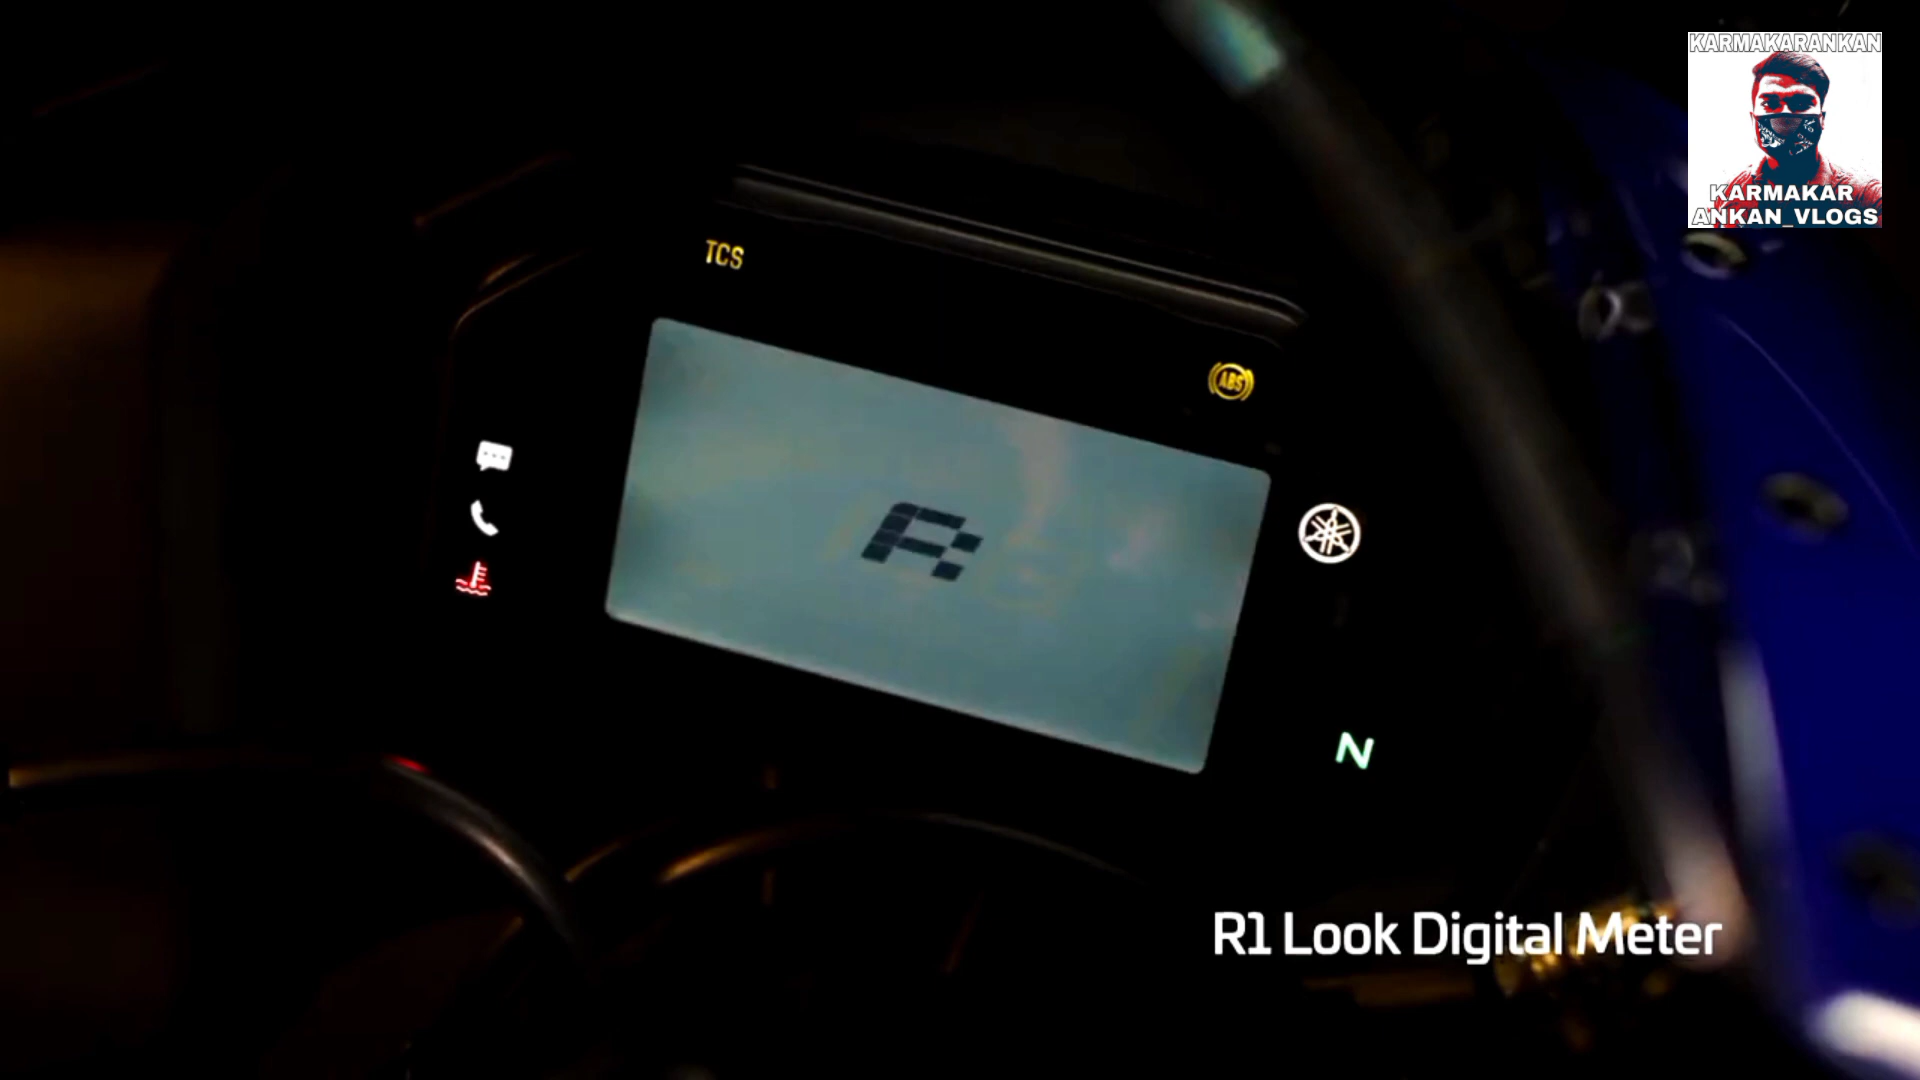 KARMAKARANKAN
KARMAKAR
ANKAN_VLOGS
TCS
ABS
R
N
R1 Look Digital Meter